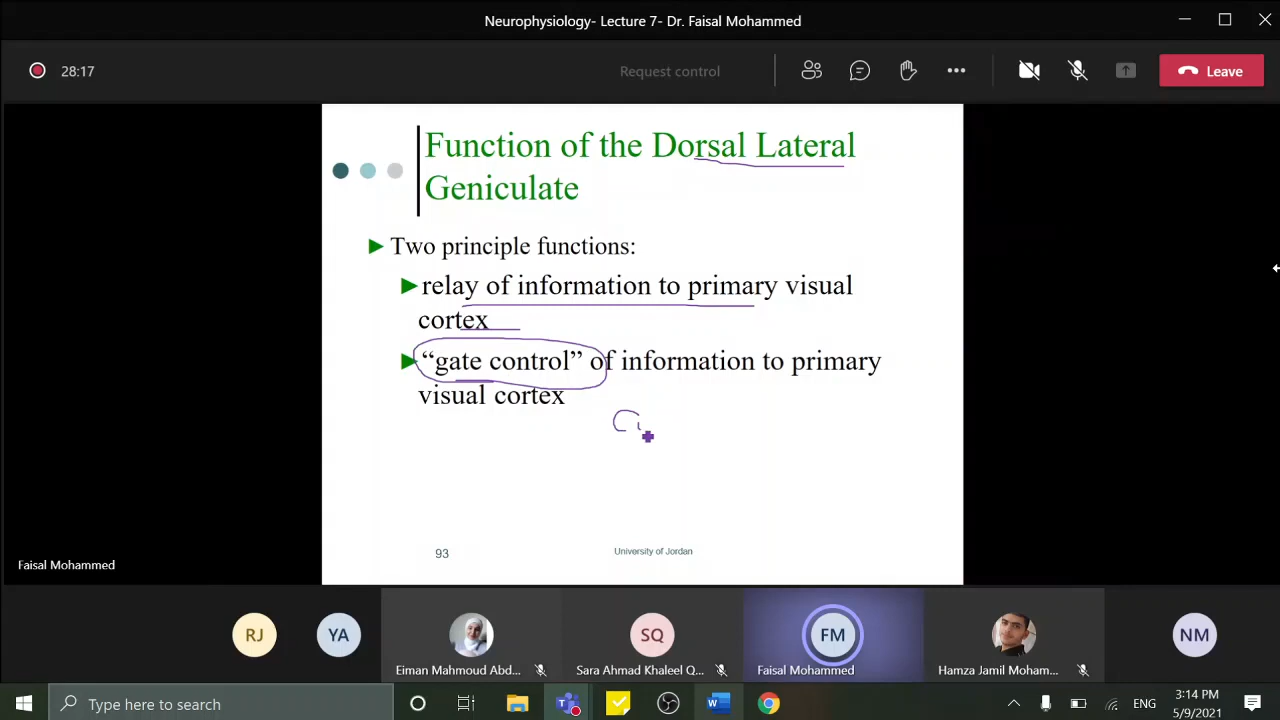 Neurophysiology- Lecture 7- Dr. Faisal Mohammed
28:17
Request control
Leave
Function of the Dorsal Lateral
Geniculate
Two principle functions:
relay of information to primary visual
cortex
“gate control” of information to primary
visual cortex
93
University of Jordan
Faisal Mohammed
RJ
YA
SQ
FM
NM
Eiman Mahmoud Abd...
Sara Ahmad Khaleel Q...
Faisal Mohammed
Hamza Jamil Moham...
Type here to search
ENG
3:14 PM
5/9/2021